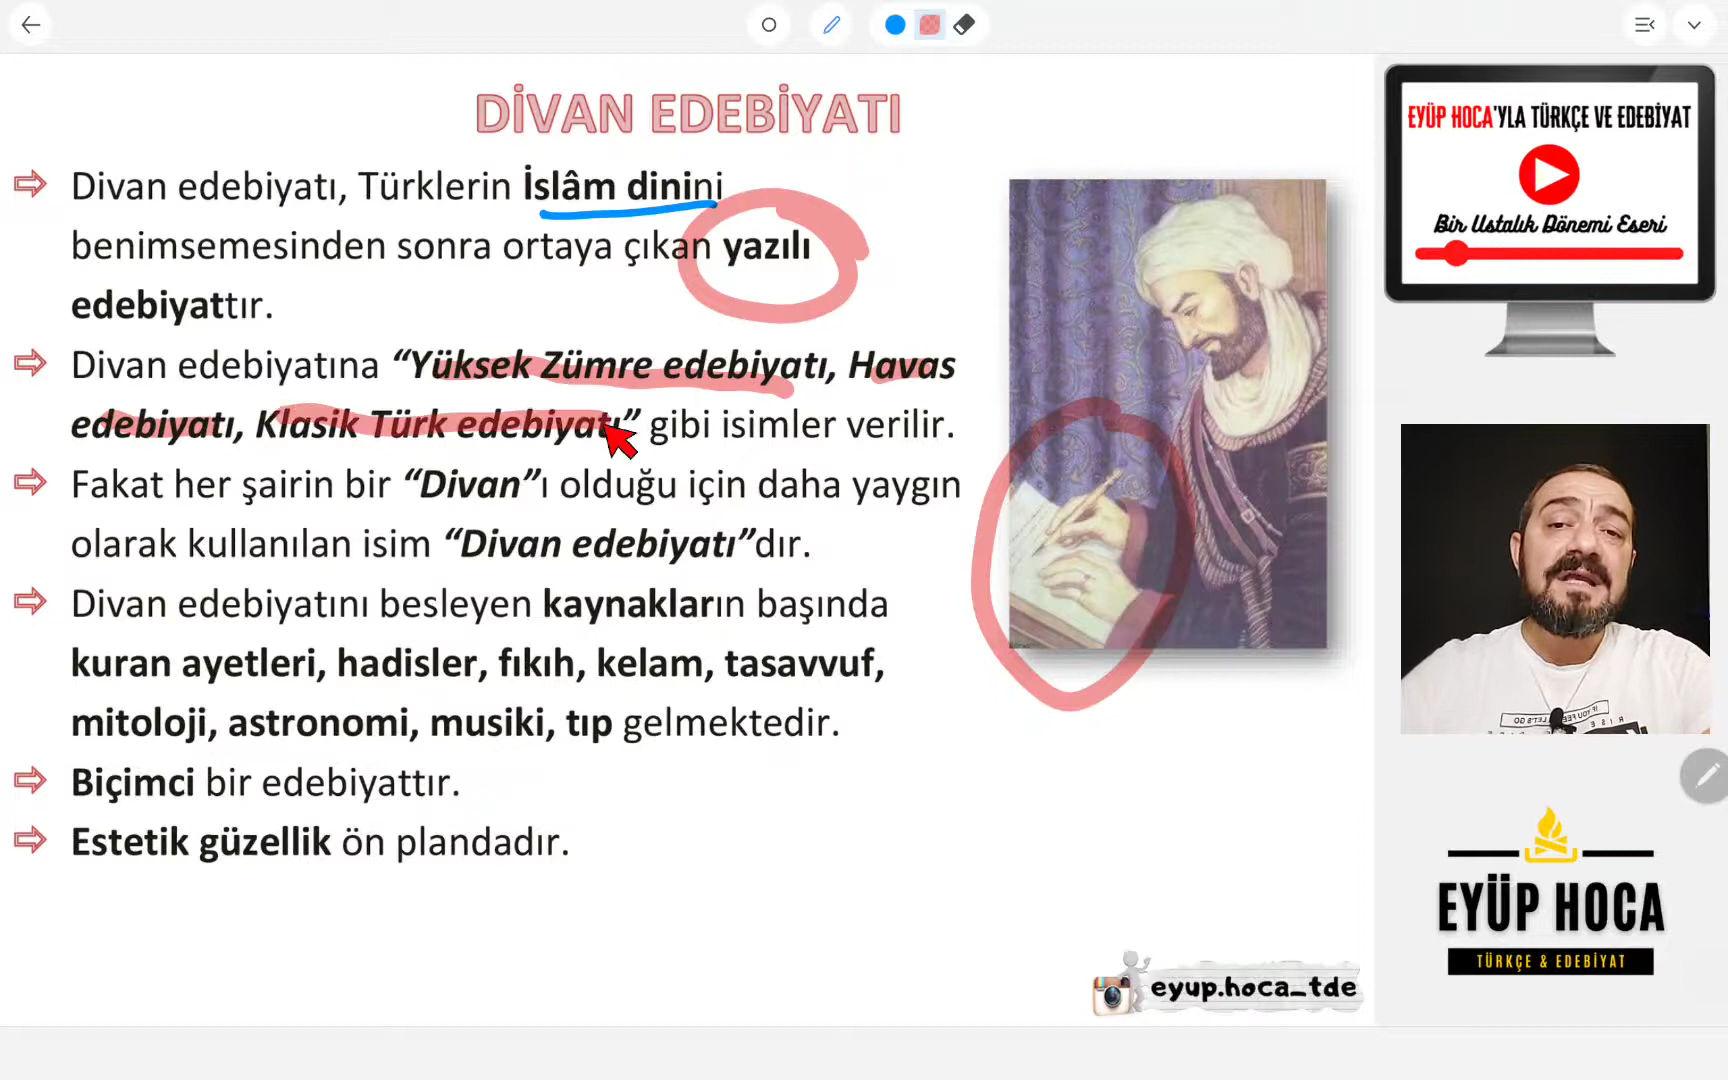 DİVAN EDEBİYATI
Divan edebiyatı, Türklerin İslâm dinini
benimsemesinden sonra ortaya çıkan yazılı
edebiyattır.
Divan edebiyatına “Yüksek Zümre edebiyatı, Havas
edebiyatı, Klasik Türk edebiyatı” gibi isimler verilir.
Fakat her şairin bir “Divan”ı olduğu için daha yaygın
olarak kullanılan isim “Divan edebiyatı”dır.
Divan edebiyatını besleyen kaynakların başında
kuran ayetleri, hadisler, fıkıh, kelam, tasavvuf,
mitoloji, astronomi, musiki, tıp gelmektedir.
Biçimci bir edebiyattır.
Estetik güzellik ön plandadır.
eyup.hoca_tde
EYÜP HOCA'YLA TÜRKÇE VE EDEBİYAT
Bir Ustalık Dönemi Eseri
EYÜP HOCA
TÜRKÇE & EDEBİYAT